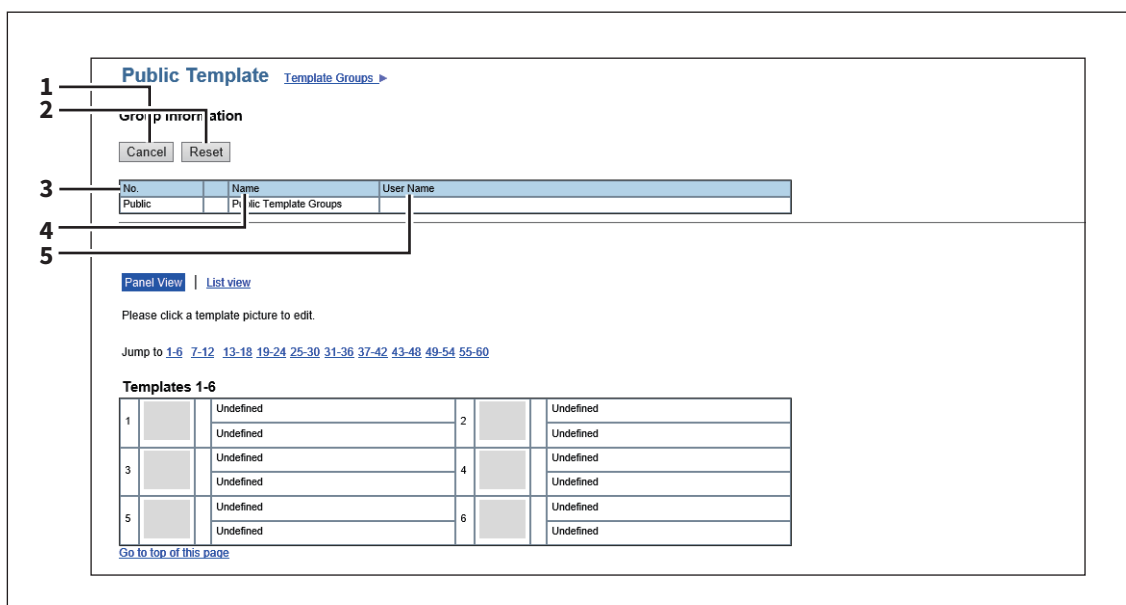 Public Template Template Groups ▶
1
2
Group Information
Cancel Reset
3
No. Name User Name
Public Public Template Groups
4
5
Panel View | List view
Please click a template picture to edit.
Jump to 1-6 7-12 13-18 19-24 25-30 31-36 37-42 43-48 49-54 55-60
Templates 1-6
1 Undefined 2 Undefined
Undefined Undefined
3 Undefined 4 Undefined
Undefined Undefined
5 Undefined 6 Undefined
Undefined Undefined
Go to top of this page